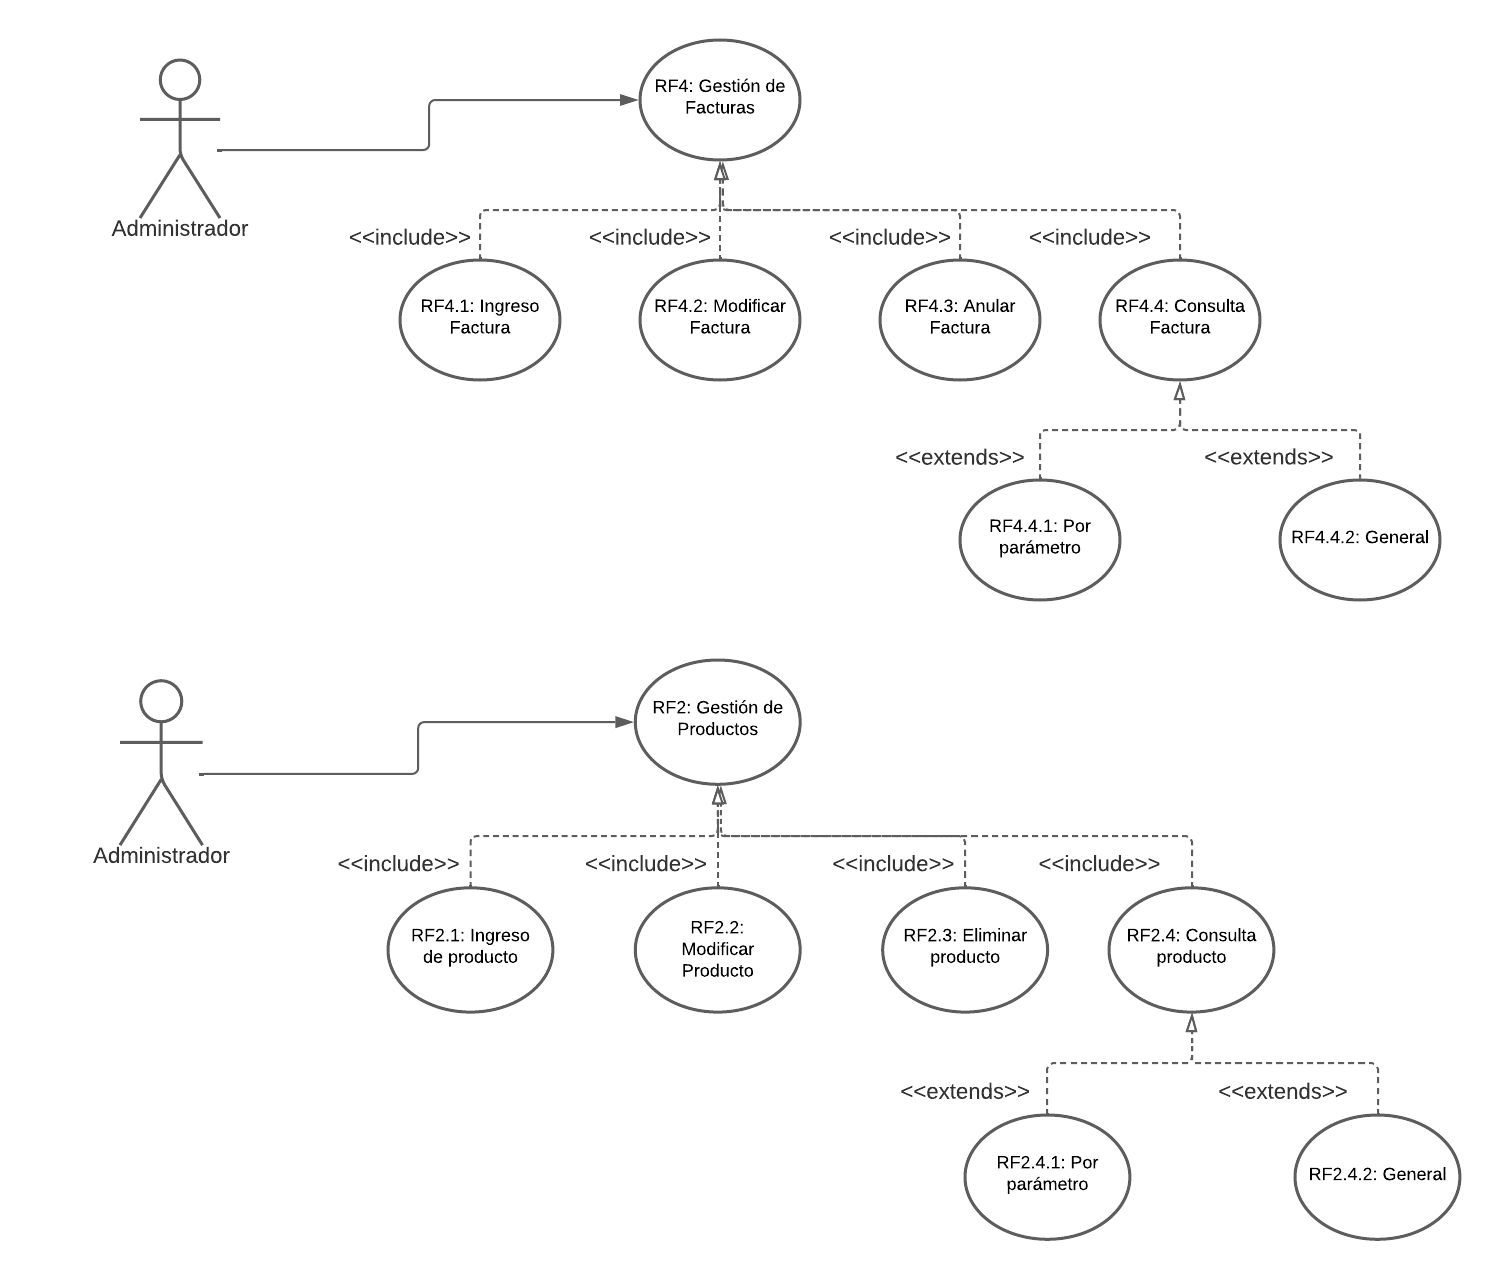 RF4: Gestión de
Facturas
Administrador
<<include>>
<<include>>
<<include>>
<<include>>
RF4.1: Ingreso
Factura
RF4.2: Modificar
Factura
RF4.3: Anular
Factura
RF4.4: Consulta
Factura
<<extends>>
<<extends>>
RF4.4.1: Por
parámetro
RF4.4.2: General
RF2: Gestión de
Productos
Administrador
<<include>>
<<include>>
<<include>>
<<include>>
RF2.1: Ingreso
de producto
RF2.2:
Modificar
Producto
RF2.3: Eliminar
producto
RF2.4: Consulta
producto
<<extends>>
<<extends>>
RF2.4.1: Por
parámetro
RF2.4.2: General